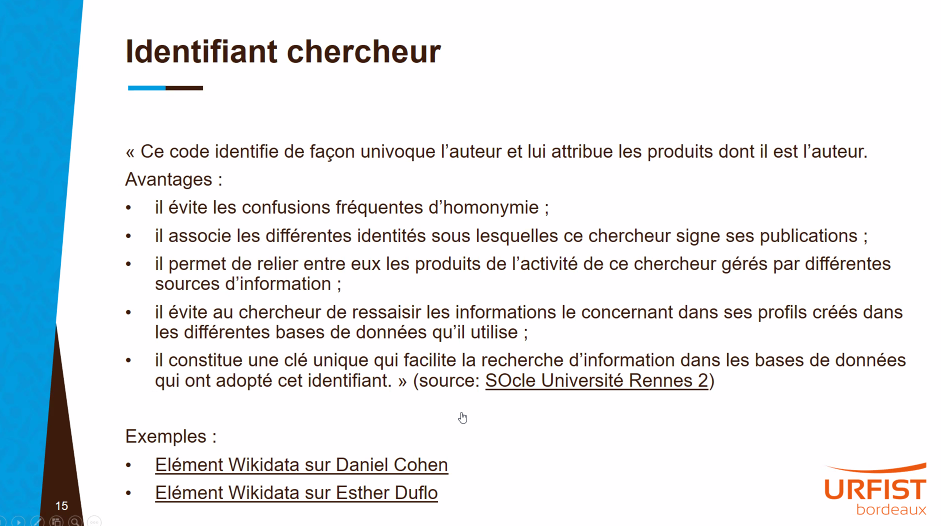 Identifiant chercheur
« Ce code identifie de façon univoque l’auteur et lui attribue les produits dont il est l’auteur.
Avantages :
• il évite les confusions fréquentes d’homonymie ;
• il associe les différentes identités sous lesquelles ce chercheur signe ses publications ;
• il permet de relier entre eux les produits de l’activité de ce chercheur gérés par différentes
sources d’information ;
• il évite au chercheur de ressaisir les informations le concernant dans ses profils créés dans
les différentes bases de données qu’il utilise ;
• il constitue une clé unique qui facilite la recherche d’information dans les bases de données
qui ont adopté cet identifiant. » (source: SOcle Université Rennes 2)
Exemples :
• Elément Wikidata sur Daniel Cohen
• Elément Wikidata sur Esther Duflo
15
URFIST
bordeaux